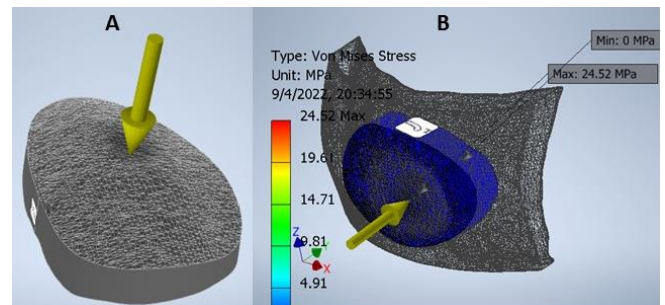 A
B
Type: Von Mises Stress
Unit: MPa
9/4/2022, 20:34:55
24.52 Max
19.61
14.71
9.81
4.91
Min: 0 MPa
Max: 24.52 MPa
Z
X